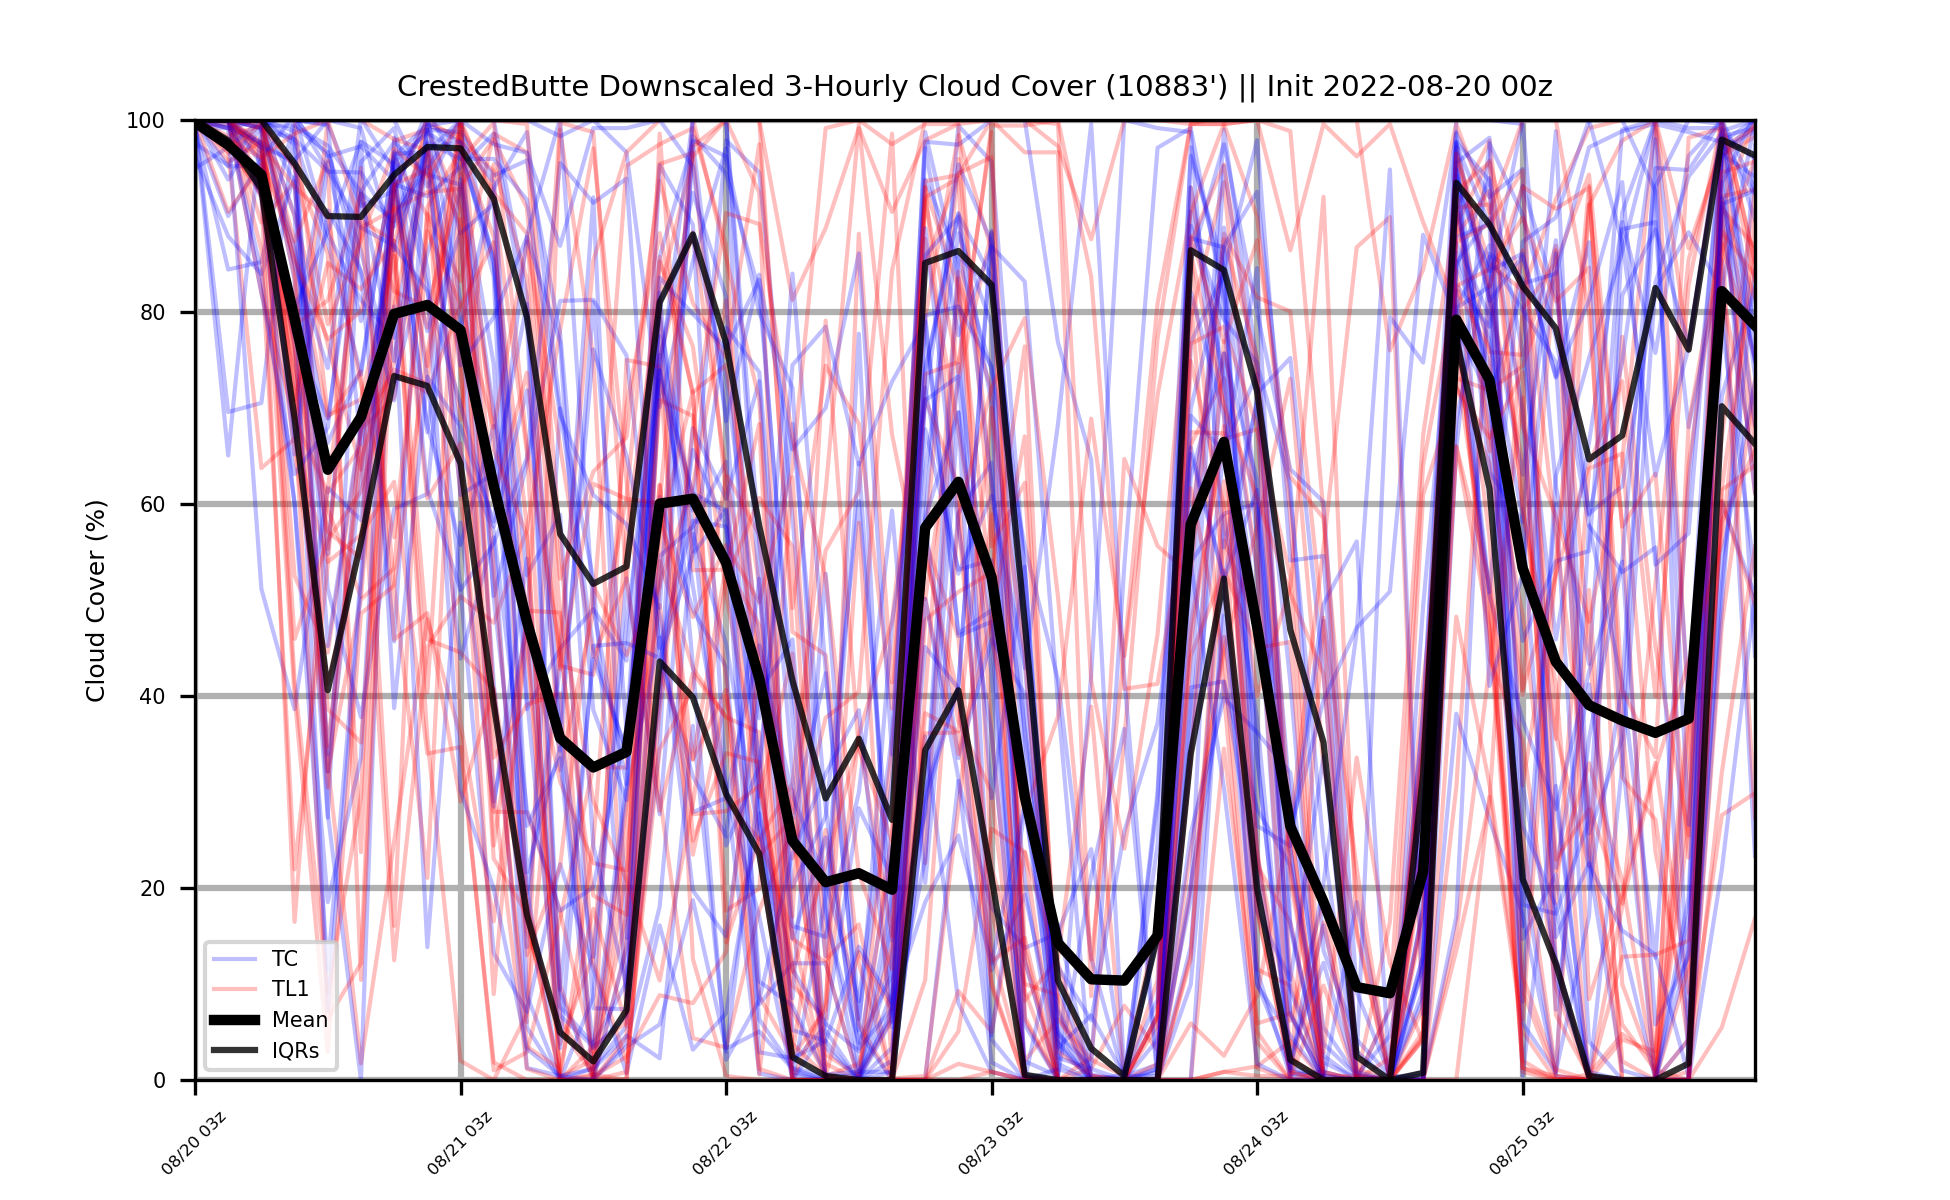 CrestedButte Downscaled 3-Hourly Cloud Cover (10883') || Init 2022-08-20 00z
Cloud Cover (%)
100
80
60
40
20
0
TC
TL1
Mean
IQRs
08/20 03z
08/21 03z
08/22 03z
08/23 03z
08/24 03z
08/25 03z